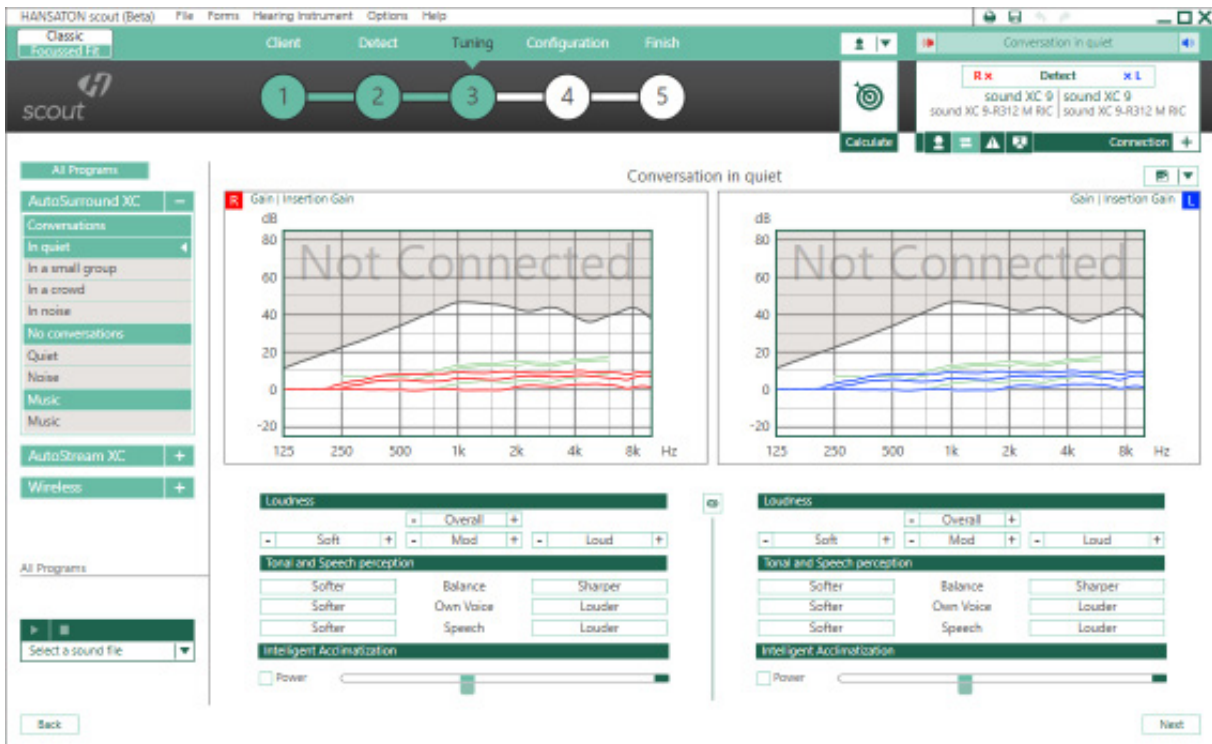 HANSATON scout (Beta) File Forms Hearing Instrument Options Help
Classic
Focussed Fit
Client Detect Tuning Configuration Finish
Conversation in quiet
scout
1 2 3 4 5
R x Detect x L
sound XC 9 | sound XC 9
sound XC 9-R312 M RIC | sound XC 9-R312 M RIC
Calculate
Connection +
All Programs
Conversation in quiet
AutoSurround XC -
Conversations
In quiet
In a small group
In a crowd
In noise
No conversations
Quiet
Noise
Music
Music
AutoStream XC +
Wireless +
R Gain | Insertion Gain
dB
Not Connected
80
60
40
20
0
-20
125 250 500 1k 2k 4k 8k Hz
Gain | Insertion Gain L
dB
Not Connected
80
60
40
20
0
-20
125 250 500 1k 2k 4k 8k Hz
Loudness
- Overall +
- Soft + - Mod + - Loud +
Tonal and Speech perception
Softer Balance Sharper
Softer Own Voice Louder
Softer Speech Louder
Intelligent Acclimatization
Power
Loudness
- Overall +
- Soft + - Mod + - Loud +
Tonal and Speech perception
Softer Balance Sharper
Softer Own Voice Louder
Softer Speech Louder
Intelligent Acclimatization
Power
All Programs
Select a sound file
Back
Next